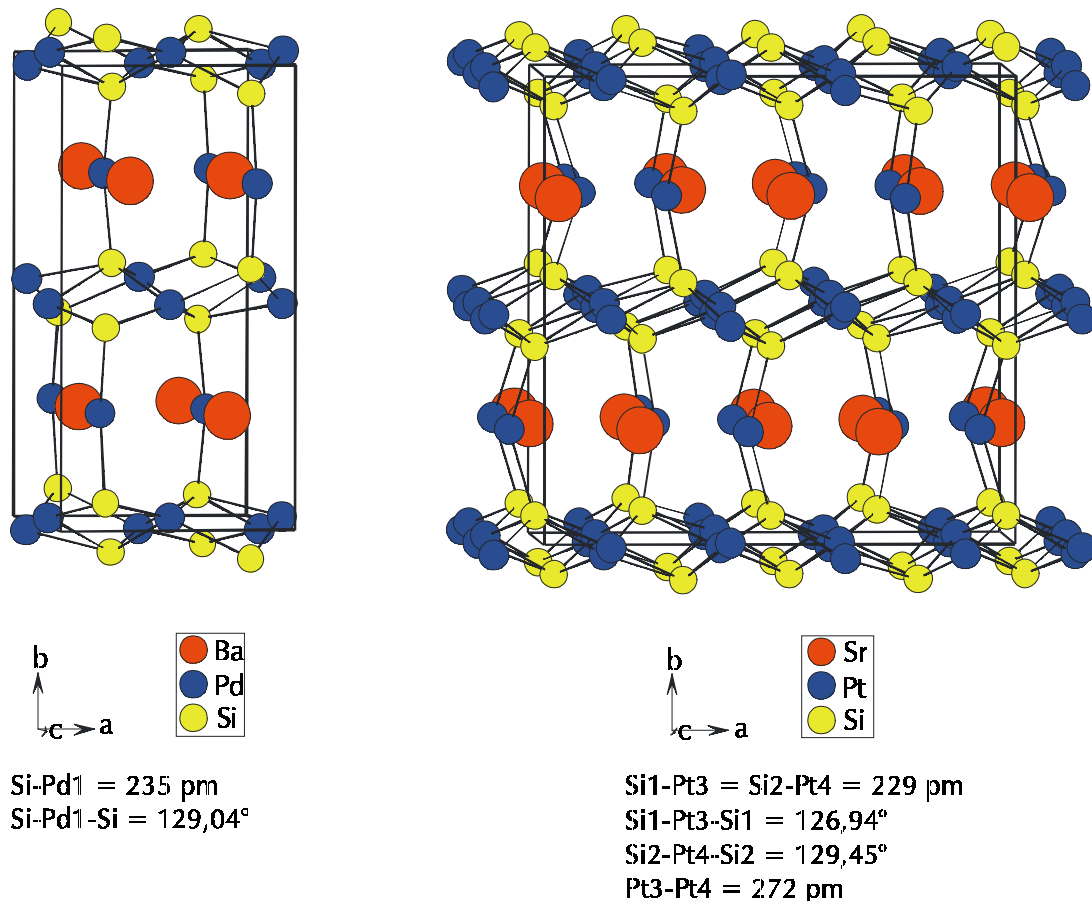 b
c
a
Ba
Pd
Si
Si-Pd1 = 235 pm
Si-Pd1-Si = 129,04°
b
c
a
Sr
Pt
Si
Si1-Pt3 = Si2-Pt4 = 229 pm
Si1-Pt3-Si1 = 126,94°
Si2-Pt4-Si2 = 129,45°
Pt3-Pt4 = 272 pm